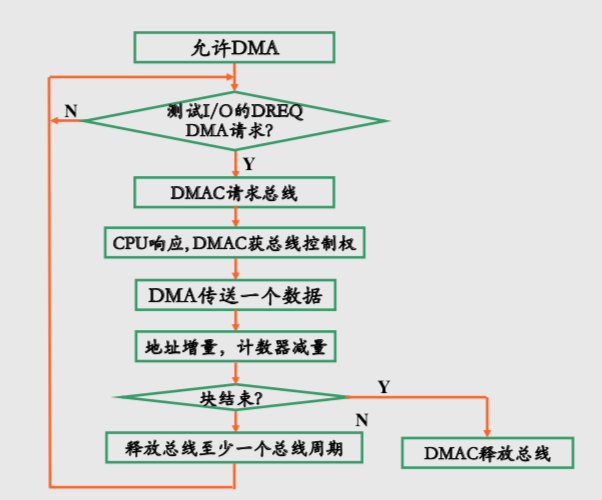 允许DMA
测试I/O的DREQ
DMA请求?
N
Y
DMAC请求总线
CPU响应,DMAC获总线控制权
DMA传送一个数据
地址增量，计数器减量
块结束?
Y
N
释放总线至少一个总线周期
DMAC释放总线